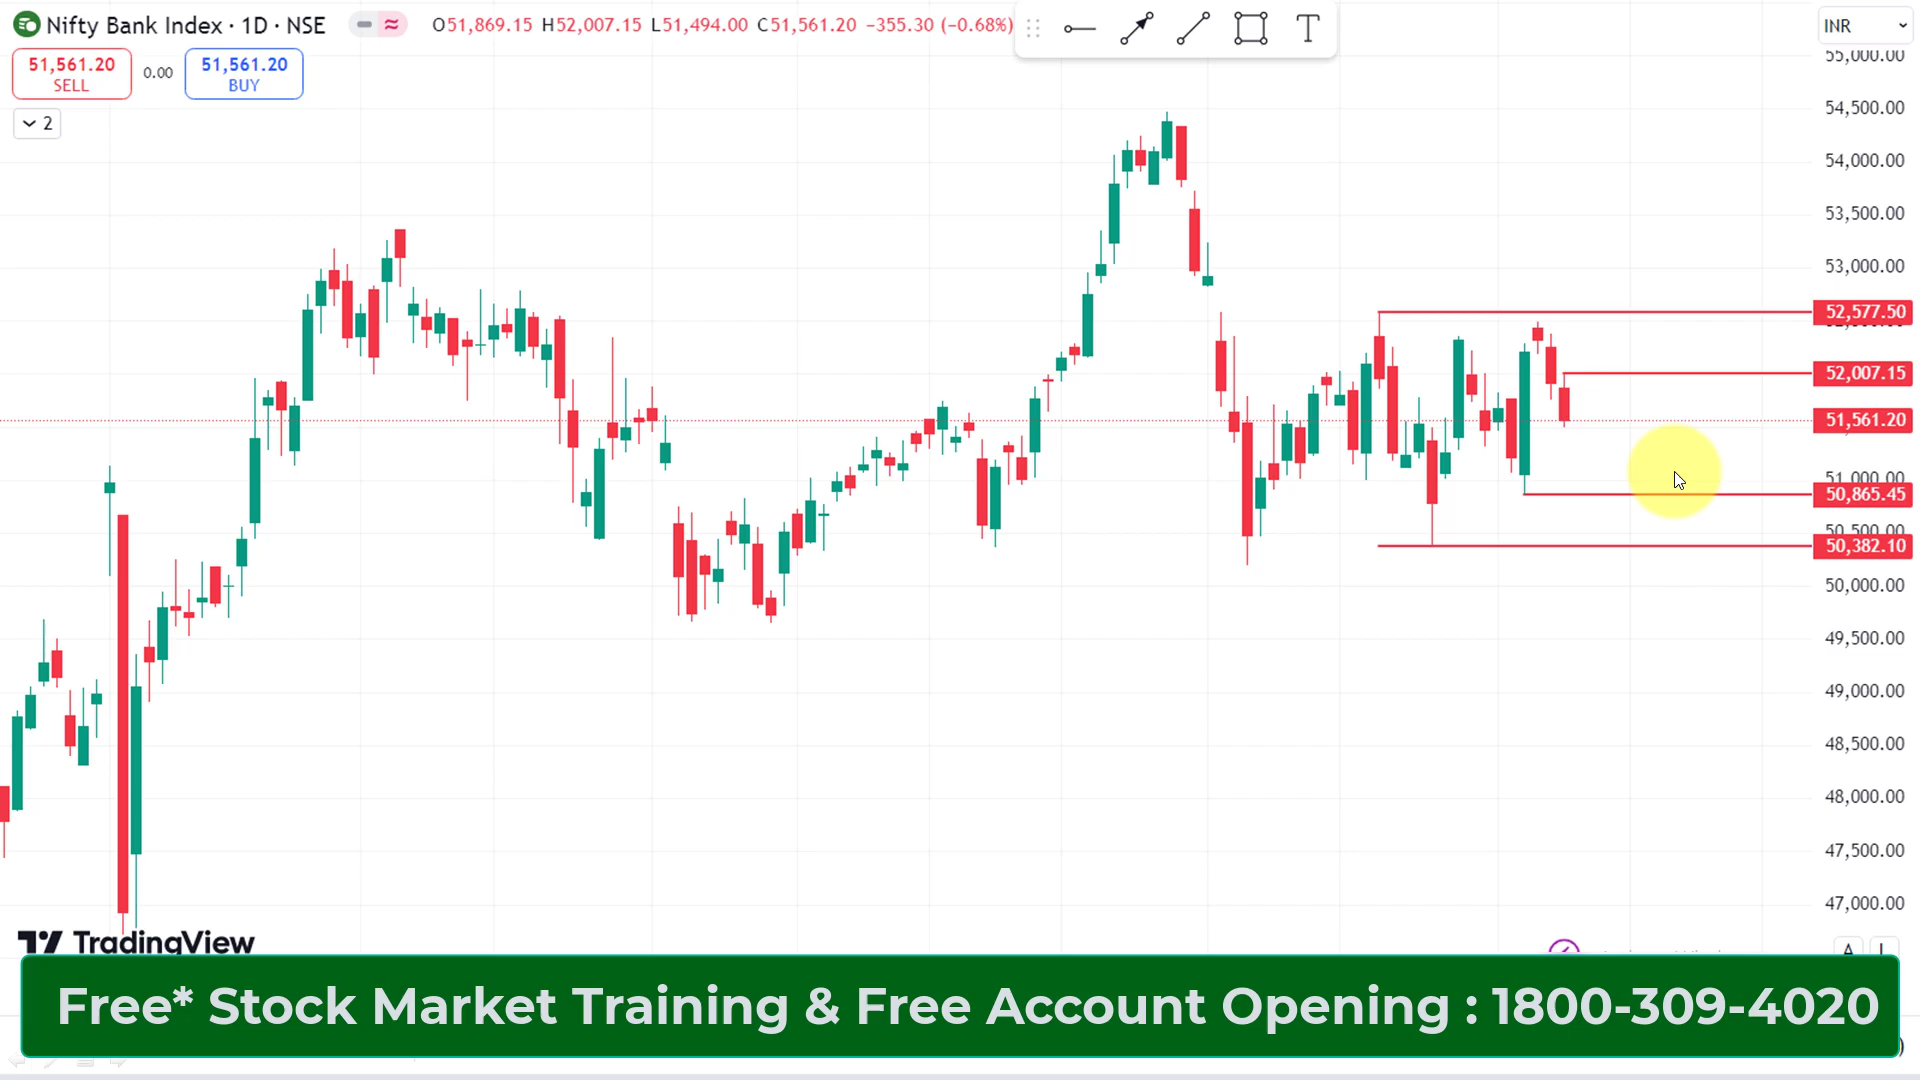 Nifty Bank Index · 1D · NSE
O51,869.15 H52,007.15 L51,494.00 C51,561.20 −355.30 (−0.68%)
T
INR
51,561.20
SELL
0.00
51,561.20
BUY
2
55,000.00
54,500.00
54,000.00
53,500.00
53,000.00
52,577.50
52,007.15
51,561.20
51,000.00
50,865.45
50,500.00
50,382.10
50,000.00
49,500.00
49,000.00
48,500.00
48,000.00
47,500.00
47,000.00
TradingView
A L
Free* Stock Market Training & Free Account Opening : 1800-309-4020